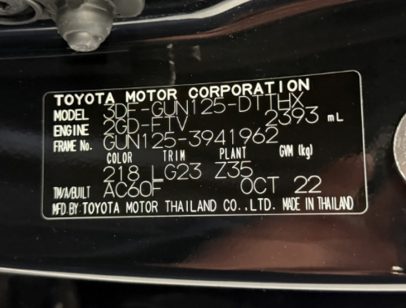 TOYOTA MOTOR CORPORATION
MODEL 3DF-GUN125-DTTHX
ENGINE 2GD-FTV 2393 mL
FRAME No. GUN125-3941962
COLOR TRIM PLANT GVM (kg)
218 LG23 Z35
T/A/BUILT AC60F OCT 22
MFD. BY TOYOTA MOTOR THAILAND CO.,LTD. MADE IN THAILAND